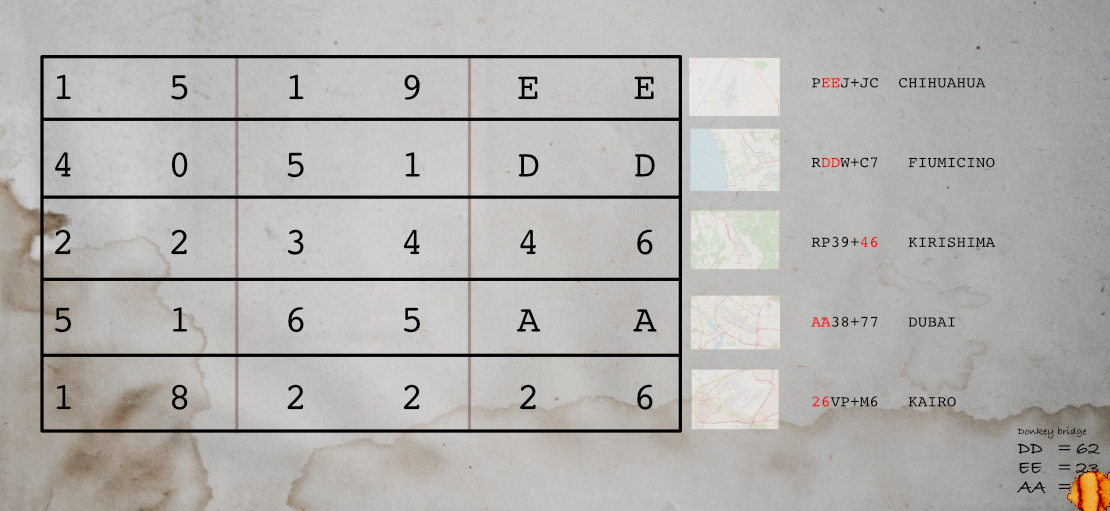 1 5 1 9 E E PEEJ+JC CHIHUAHUA
4 0 5 1 D D RDDW+C7 FIUMICINO
2 2 3 4 4 6 RP39+46 KIRISHIMA
5 1 6 5 A A AA38+77 DUBAI
1 8 2 2 2 6 26VP+M6 KAIRO
Donkey bridge
DD = 62
EE = 23
AA =